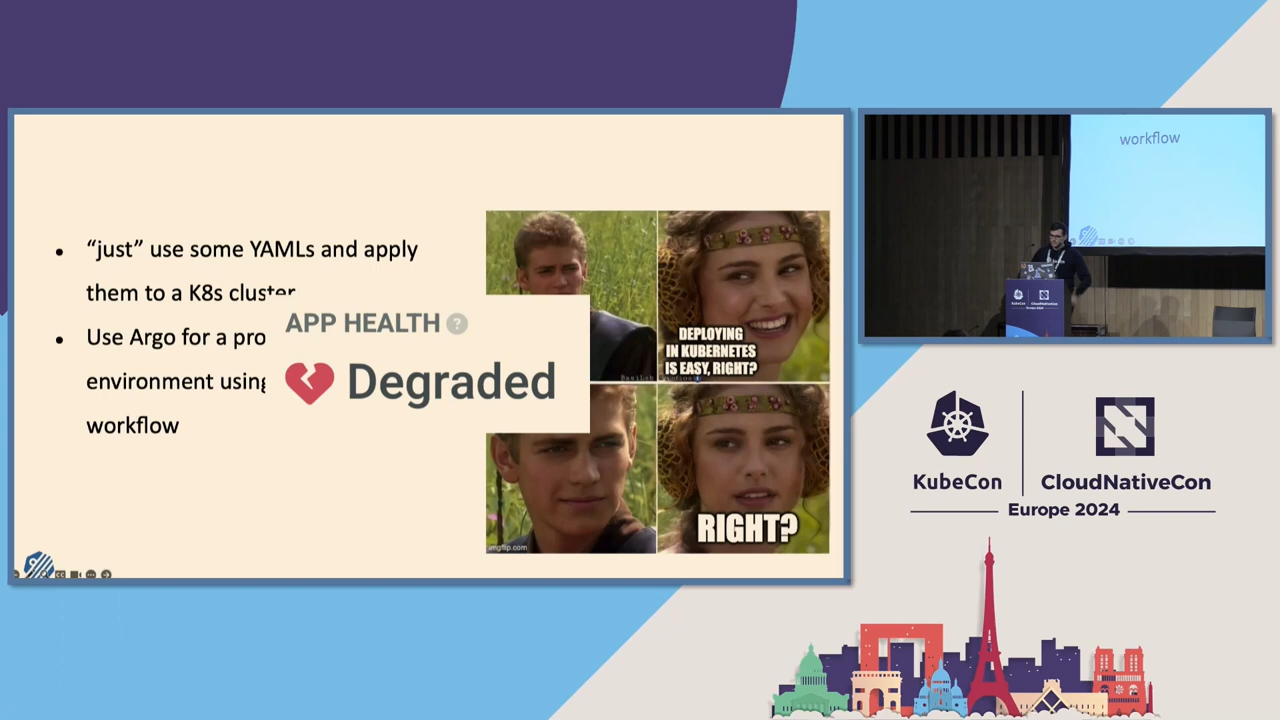 “just” use some YAMLs and apply
them to a K8s cluster
Use Argo for a pro
environment using
workflow
APP HEALTH ?
Degraded
DEPLOYING
IN KUBERNETES
IS EASY, RIGHT?
RIGHT?
imgflip.com
workflow
KubeCon
CloudNativeCon
Europe 2024